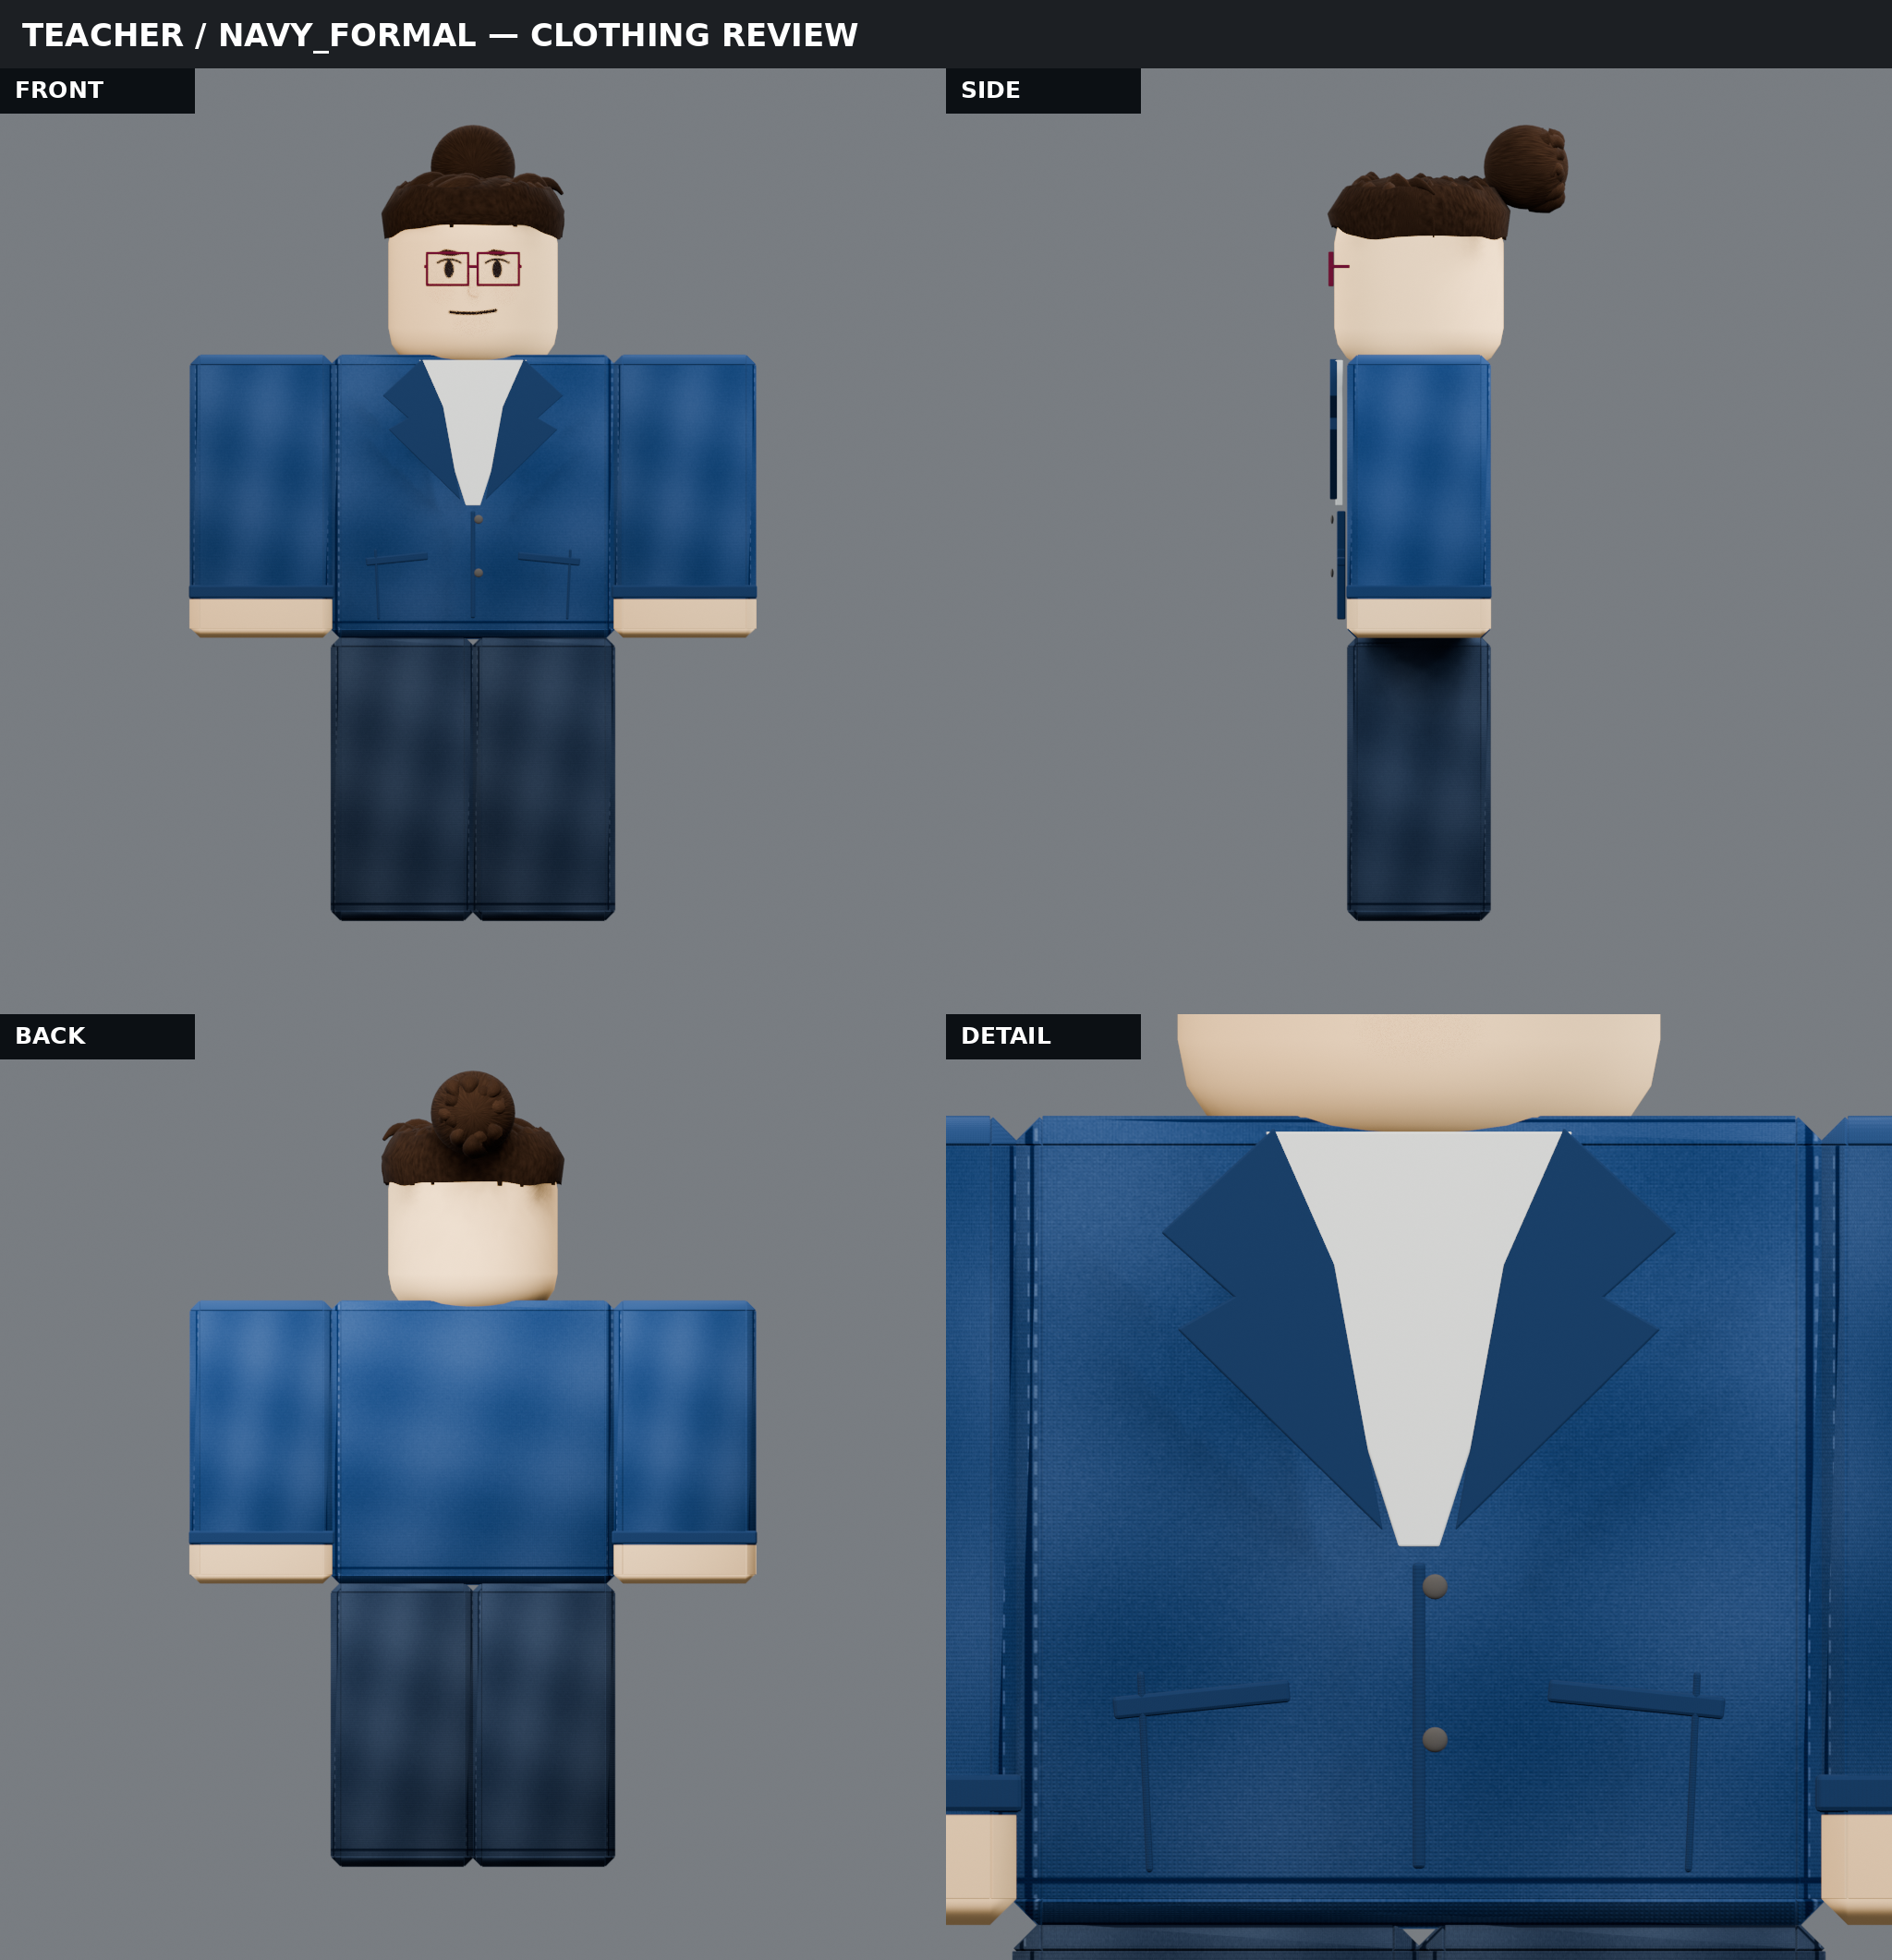 TEACHER / NAVY_FORMAL — CLOTHING REVIEW
FRONT
SIDE
BACK
DETAIL